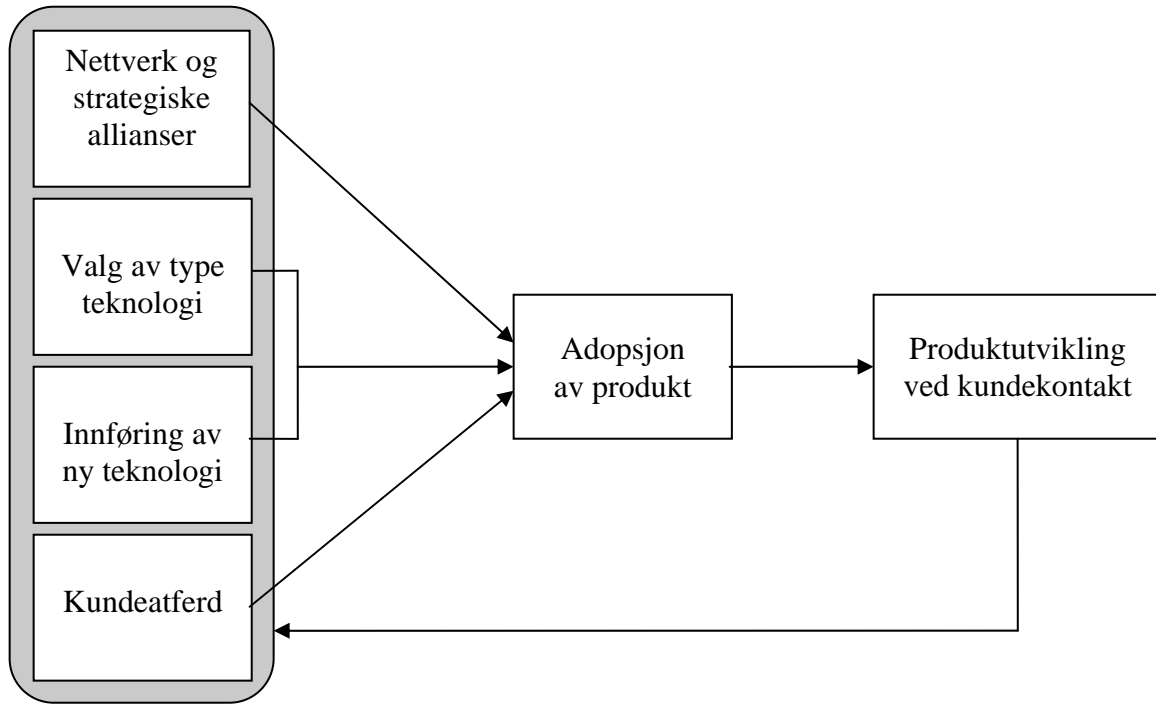 Nettverk og
strategiske
allianser
Valg av type
teknologi
Innføring av
ny teknologi
Kundeatferd
Adopsjon
av produkt
Produktutvikling
ved kundekontakt